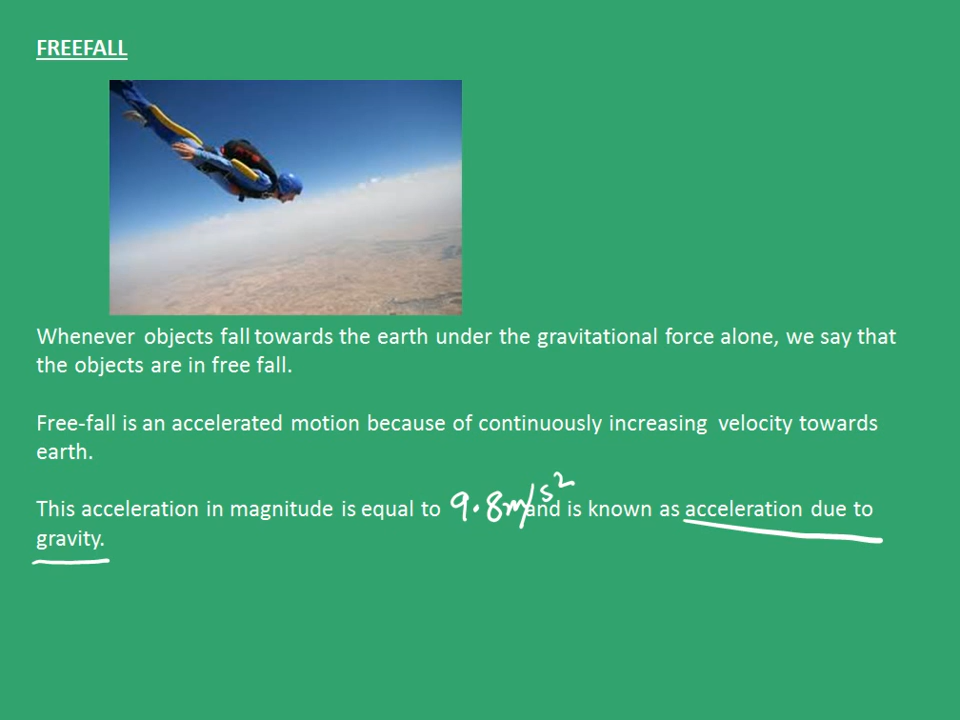 FREEFALL
Whenever objects fall towards the earth under the gravitational force alone, we say that
the objects are in free fall.
Free-fall is an accelerated motion because of continuously increasing velocity towards
earth.
This acceleration in magnitude is equal to 9.8m/s² and is known as acceleration due to
gravity.